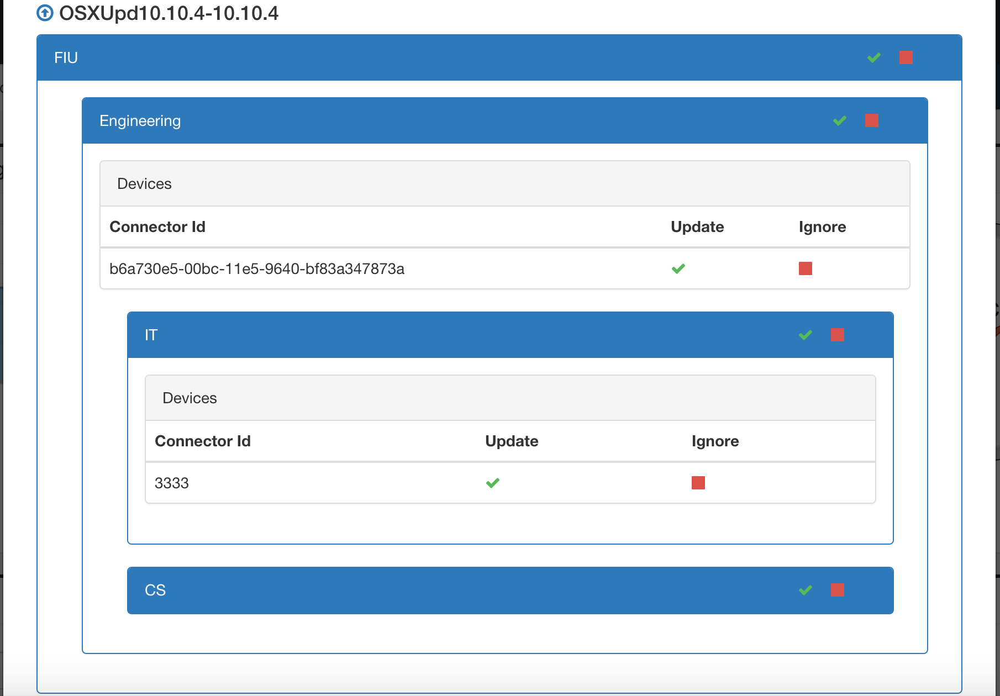 OSXUpd10.10.4-10.10.4
FIU
Engineering
Devices
Connector Id Update Ignore
b6a730e5-00bc-11e5-9640-bf83a347873a
IT
Devices
Connector Id Update Ignore
3333
CS